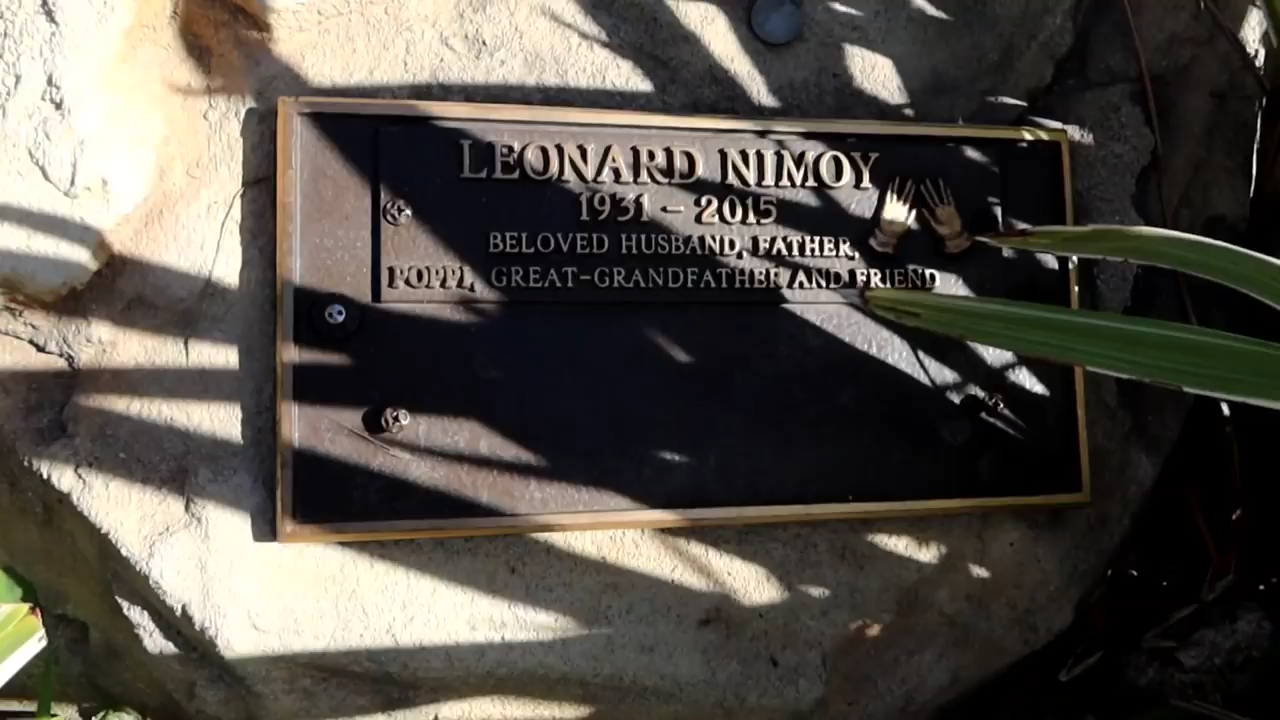 LEONARD NIMOY
1931 – 2015
BELOVED HUSBAND, FATHER,
POPPI, GREAT-GRANDFATHER AND FRIEND